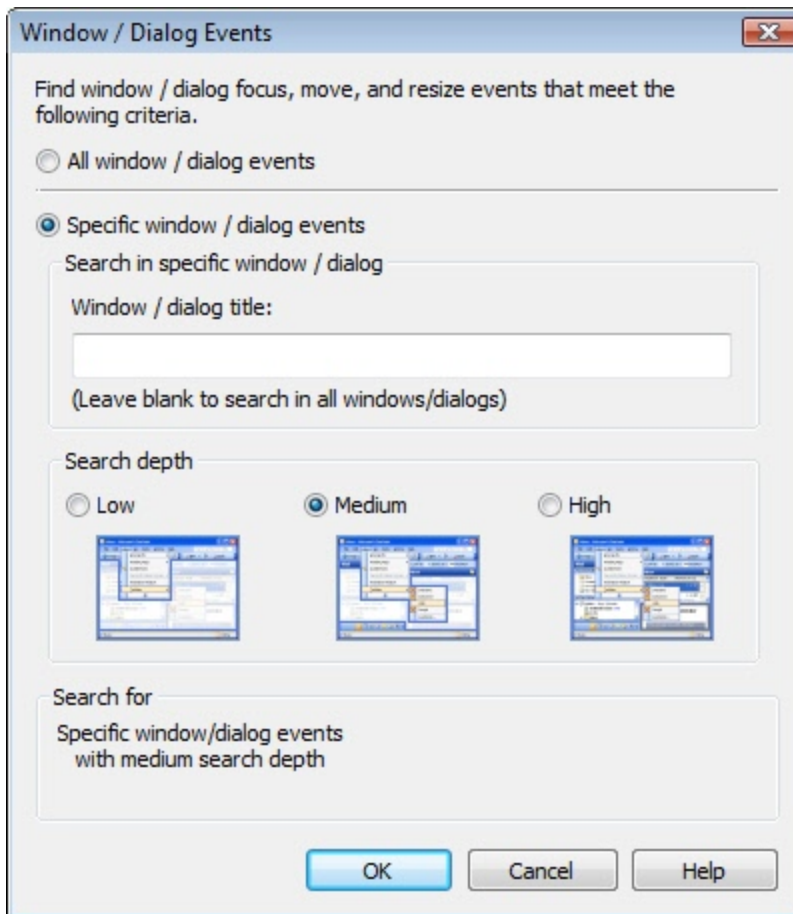 Window / Dialog Events
Find window / dialog focus, move, and resize events that meet the
following criteria.
All window / dialog events
Specific window / dialog events
Search in specific window / dialog
Window / dialog title:
(Leave blank to search in all windows/dialogs)
Search depth
Low Medium High
Search for
Specific window/dialog events
with medium search depth
OK Cancel Help